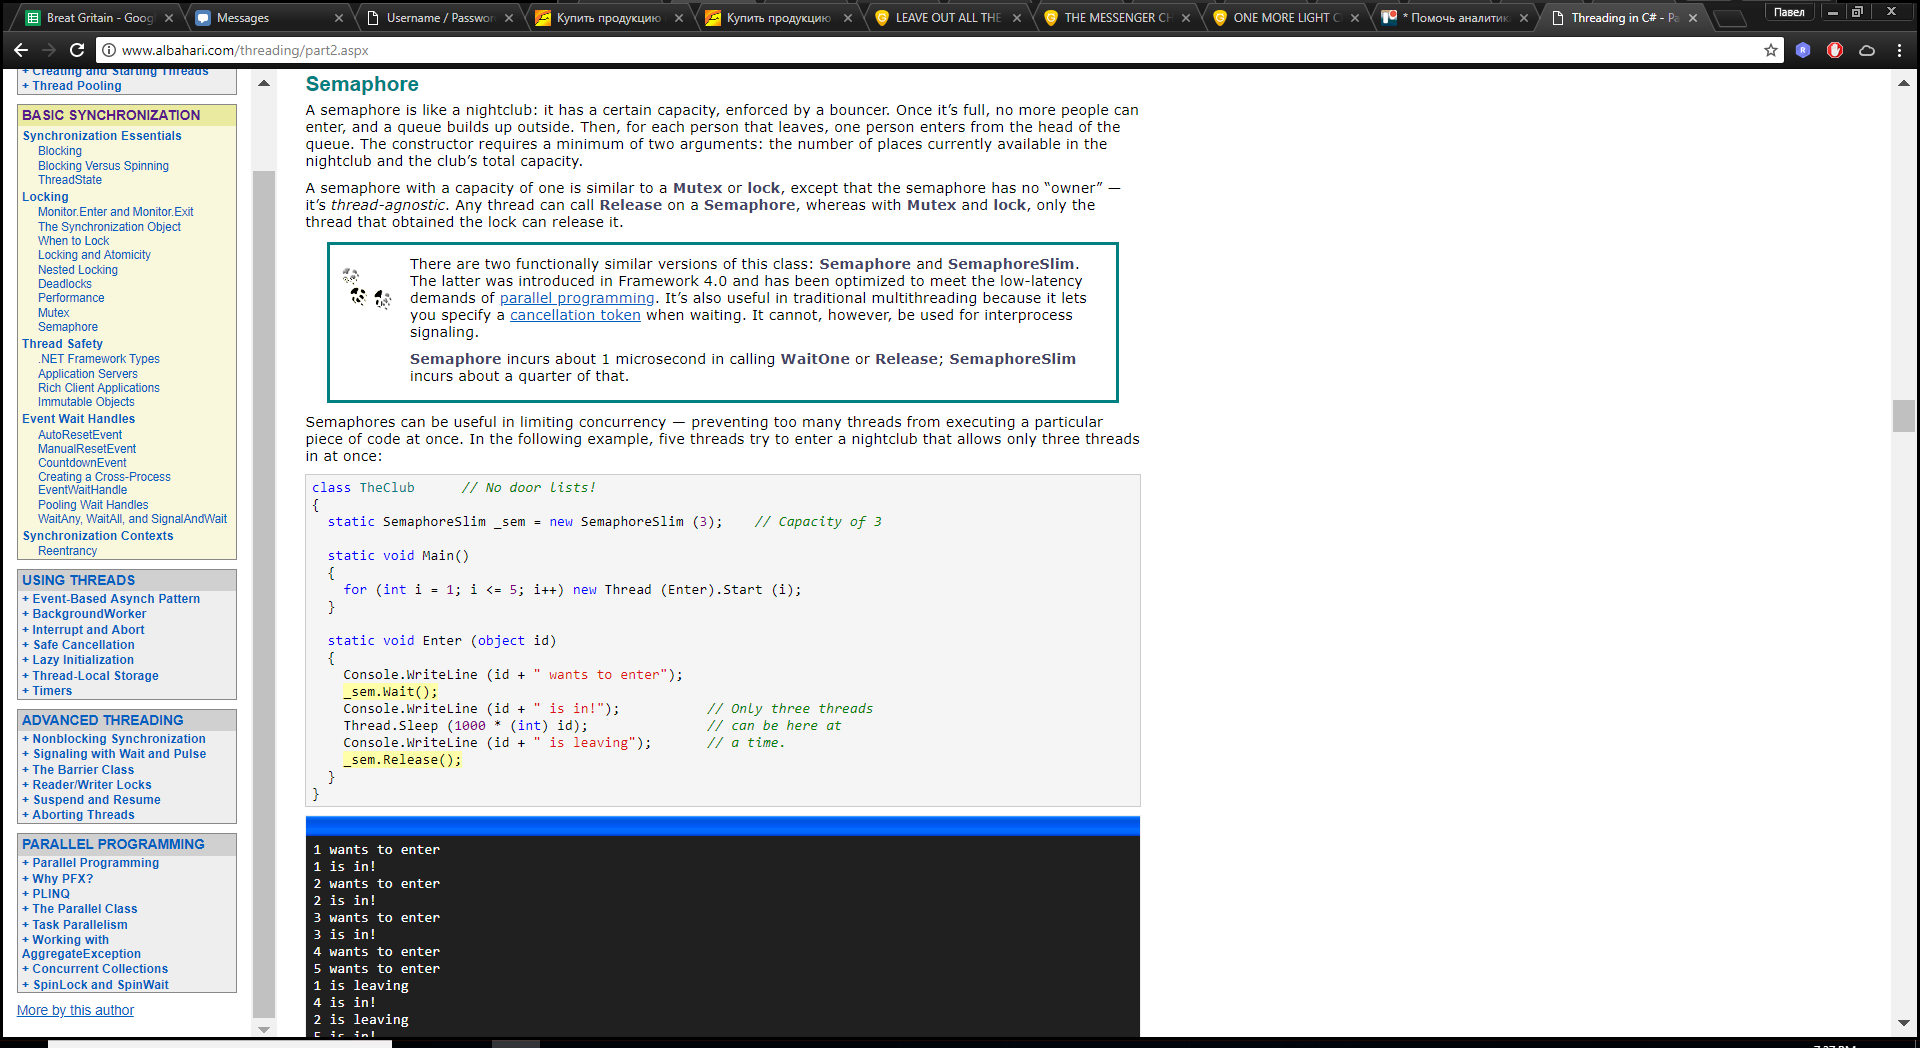 Breat Gritain - Goog
Messages
Username / Passwor
Купить продукцию
Купить продукцию
LEAVE OUT ALL THE
THE MESSENGER CH
ONE MORE LIGHT C
* Помочь аналитик
Threading in C# - Pa
Павел
www.albahari.com/threading/part2.aspx
+ Creating and Starting Threads
+ Thread Pooling
BASIC SYNCHRONIZATION
Synchronization Essentials
Blocking
Blocking Versus Spinning
ThreadState
Locking
Monitor.Enter and Monitor.Exit
The Synchronization Object
When to Lock
Locking and Atomicity
Nested Locking
Deadlocks
Performance
Mutex
Semaphore
Thread Safety
.NET Framework Types
Application Servers
Rich Client Applications
Immutable Objects
Event Wait Handles
AutoResetEvent
ManualResetEvent
CountdownEvent
Creating a Cross-Process
EventWaitHandle
Pooling Wait Handles
WaitAny, WaitAll, and SignalAndWait
Synchronization Contexts
Reentrancy
USING THREADS
+ Event-Based Asynch Pattern
+ BackgroundWorker
+ Interrupt and Abort
+ Safe Cancellation
+ Lazy Initialization
+ Thread-Local Storage
+ Timers
ADVANCED THREADING
+ Nonblocking Synchronization
+ Signaling with Wait and Pulse
+ The Barrier Class
+ Reader/Writer Locks
+ Suspend and Resume
+ Aborting Threads
PARALLEL PROGRAMMING
+ Parallel Programming
+ Why PFX?
+ PLINQ
+ The Parallel Class
+ Task Parallelism
+ Working with
AggregateException
+ Concurrent Collections
+ SpinLock and SpinWait
More by this author
Semaphore
A semaphore is like a nightclub: it has a certain capacity, enforced by a bouncer. Once it’s full, no more people can
enter, and a queue builds up outside. Then, for each person that leaves, one person enters from the head of the
queue. The constructor requires a minimum of two arguments: the number of places currently available in the
nightclub and the club’s total capacity.
A semaphore with a capacity of one is similar to a Mutex or lock, except that the semaphore has no “owner” —
it’s thread-agnostic. Any thread can call Release on a Semaphore, whereas with Mutex and lock, only the
thread that obtained the lock can release it.
There are two functionally similar versions of this class: Semaphore and SemaphoreSlim.
The latter was introduced in Framework 4.0 and has been optimized to meet the low-latency
demands of parallel programming. It’s also useful in traditional multithreading because it lets
you specify a cancellation token when waiting. It cannot, however, be used for interprocess
signaling.
Semaphore incurs about 1 microsecond in calling WaitOne or Release; SemaphoreSlim
incurs about a quarter of that.
Semaphores can be useful in limiting concurrency — preventing too many threads from executing a particular
piece of code at once. In the following example, five threads try to enter a nightclub that allows only three threads
in at once:
class TheClub      // No door lists!
{
  static SemaphoreSlim _sem = new SemaphoreSlim (3);    // Capacity of 3
  static void Main()
  {
    for (int i = 1; i <= 5; i++) new Thread (Enter).Start (i);
  }
  static void Enter (object id)
  {
    Console.WriteLine (id + " wants to enter");
    _sem.Wait();
    Console.WriteLine (id + " is in!");           // Only three threads
    Thread.Sleep (1000 * (int) id);               // can be here at
    Console.WriteLine (id + " is leaving");       // a time.
    _sem.Release();
  }
}
1 wants to enter
1 is in!
2 wants to enter
2 is in!
3 wants to enter
3 is in!
4 wants to enter
5 wants to enter
1 is leaving
4 is in!
2 is leaving
5 is in!